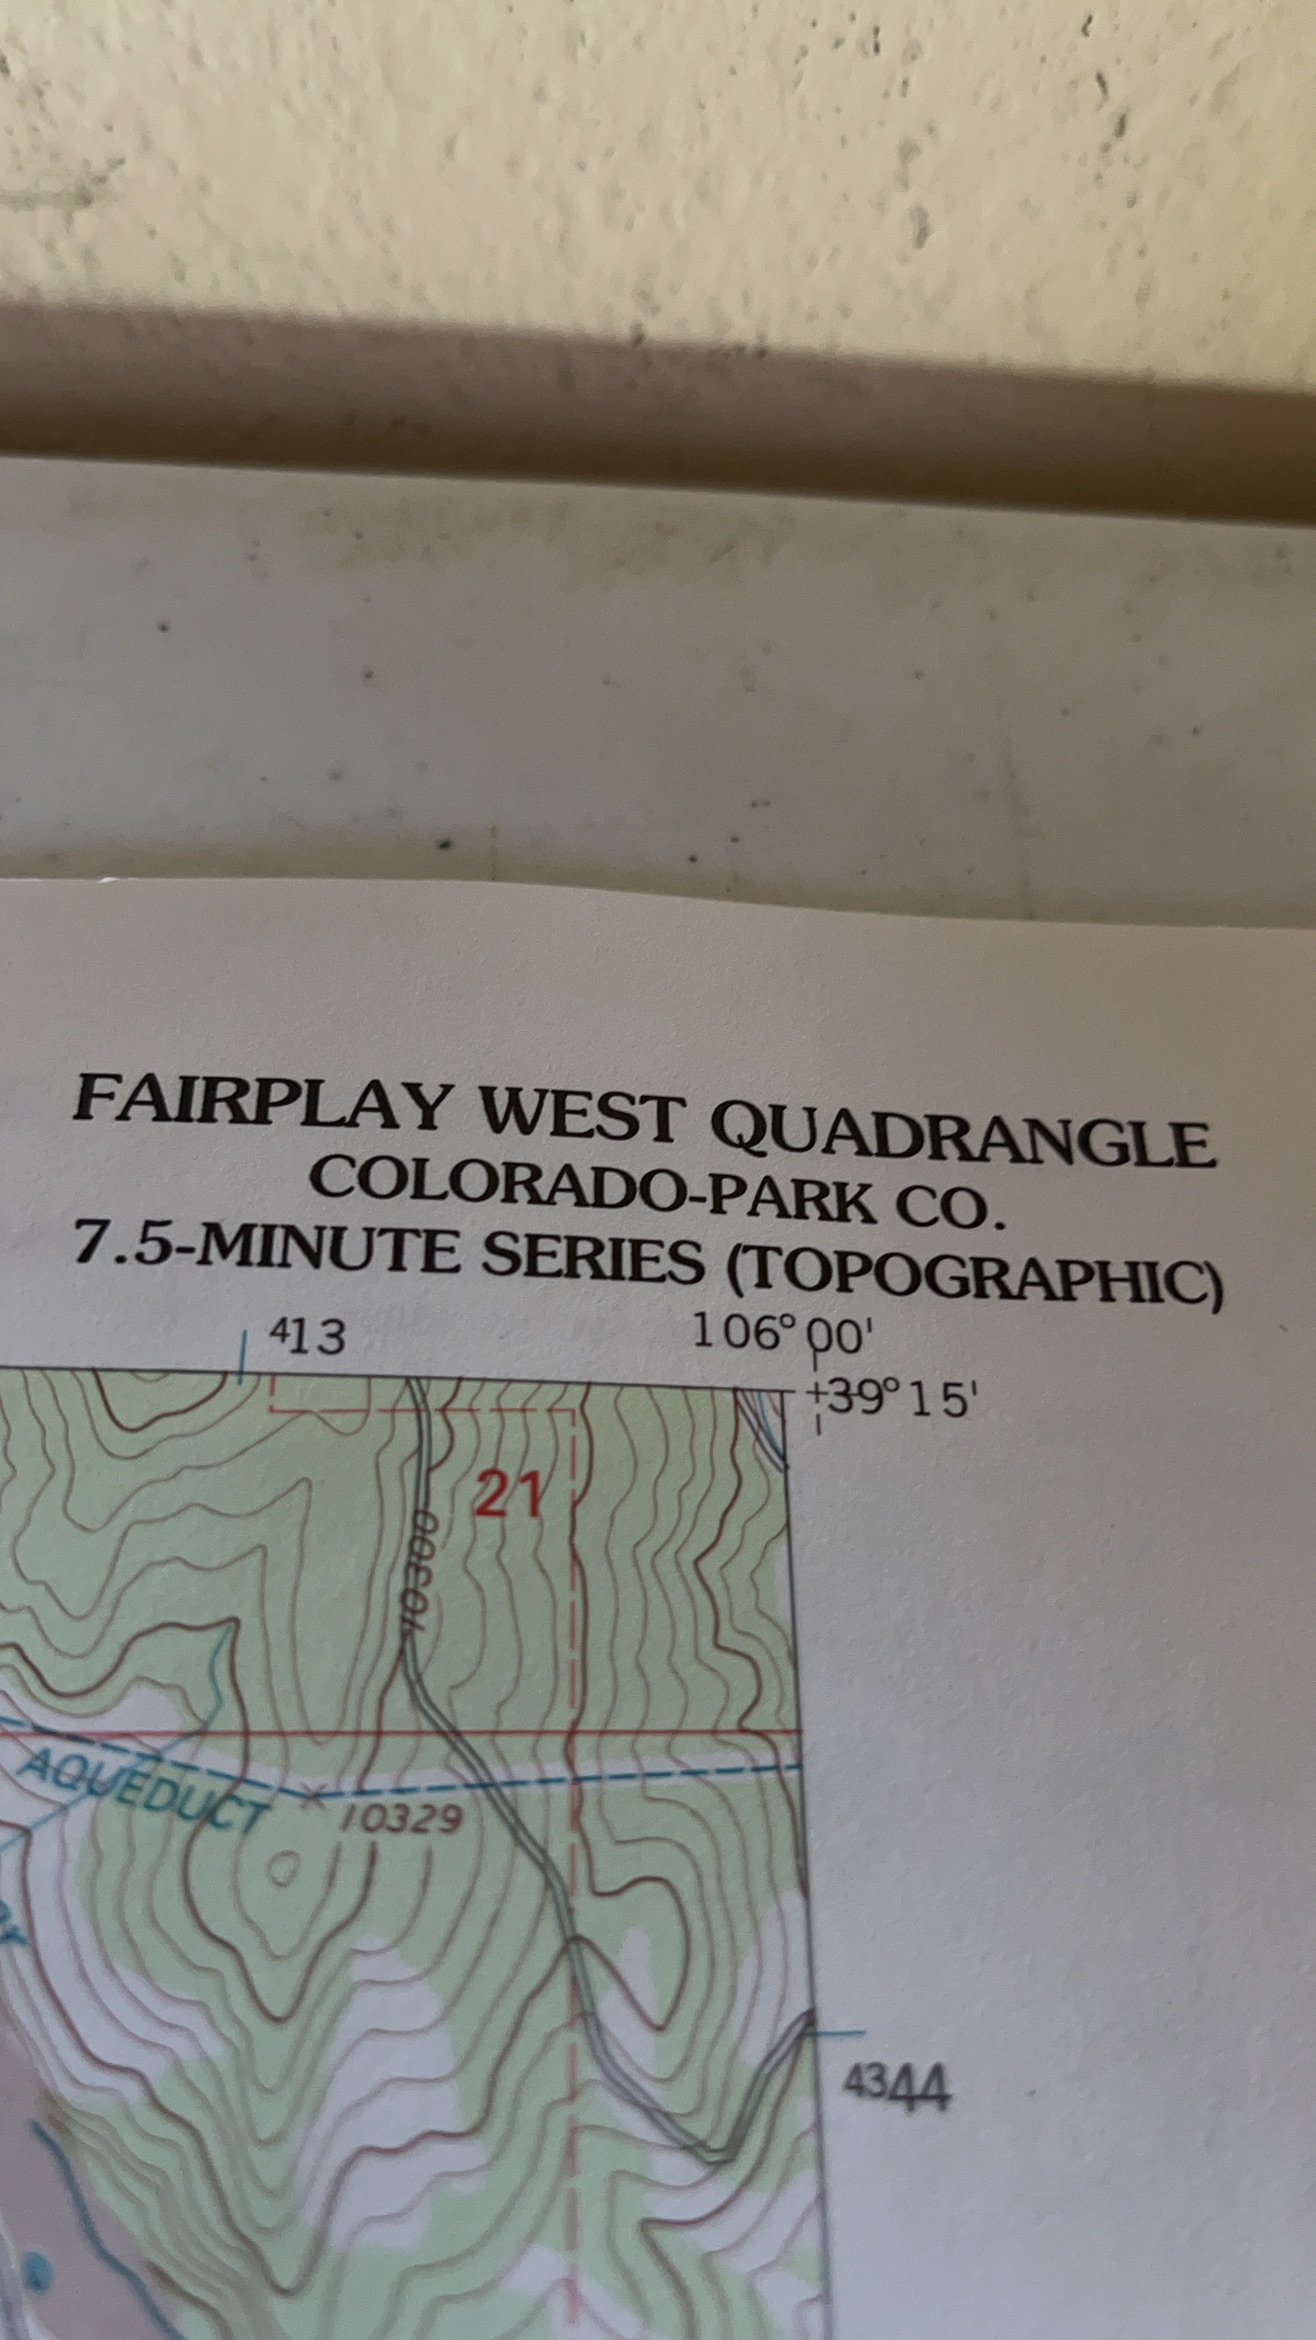 FAIRPLAY WEST QUADRANGLE
COLORADO-PARK CO.
7.5-MINUTE SERIES (TOPOGRAPHIC)
413
106°00'
39°15'
21
10300
AQUEDUCT
10329
4344